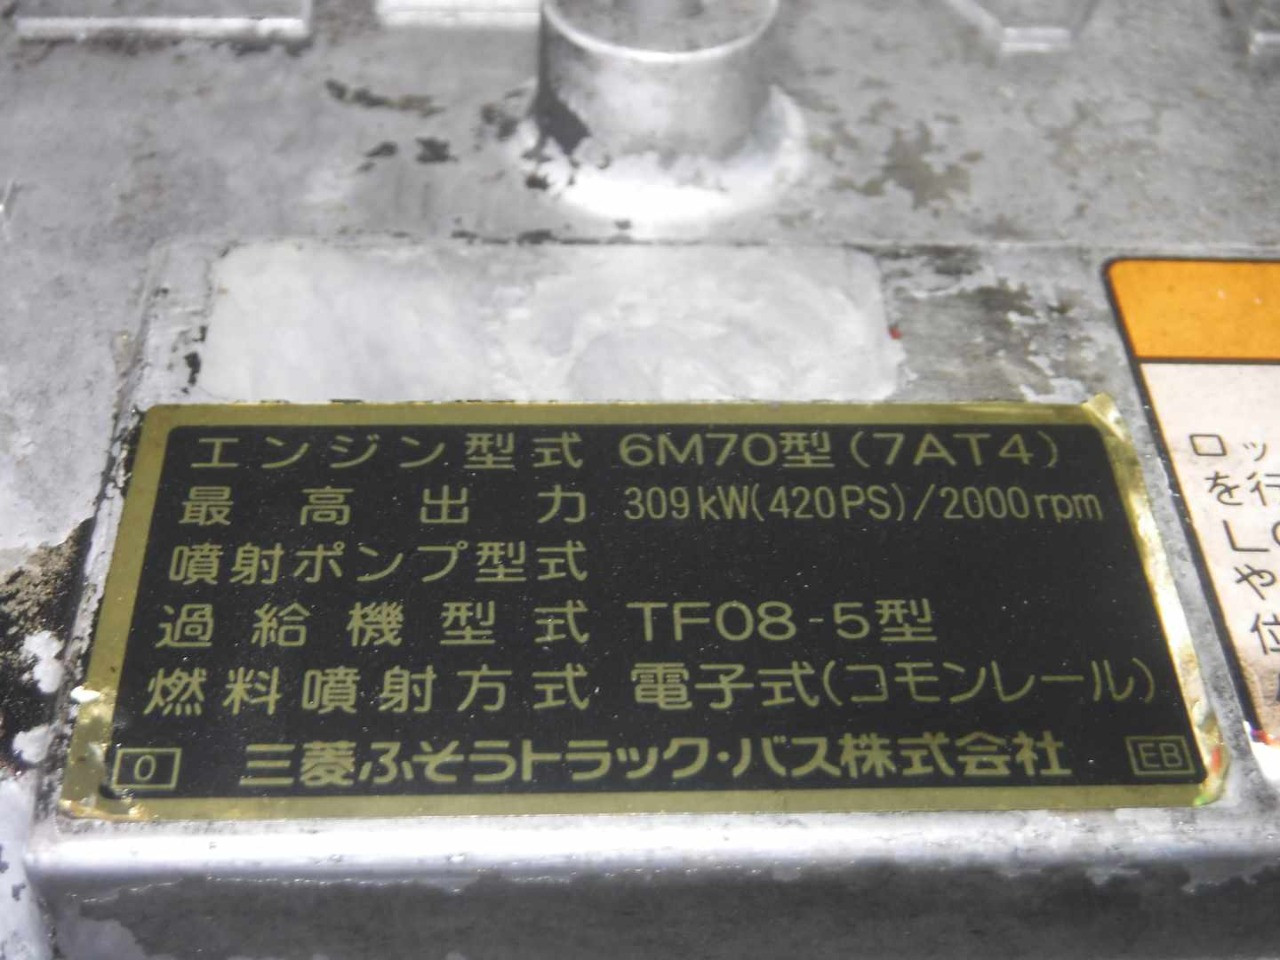 エンジン型式 6M70型(7AT4)
最高出力 309kW(420PS)/2000rpm
噴射ポンプ型式
過給機型式 TF08-5型
燃料噴射方式 電子式(コモンレール)
0 三菱ふそうトラック・バス株式会社 EB
ロッ
を行
や
位